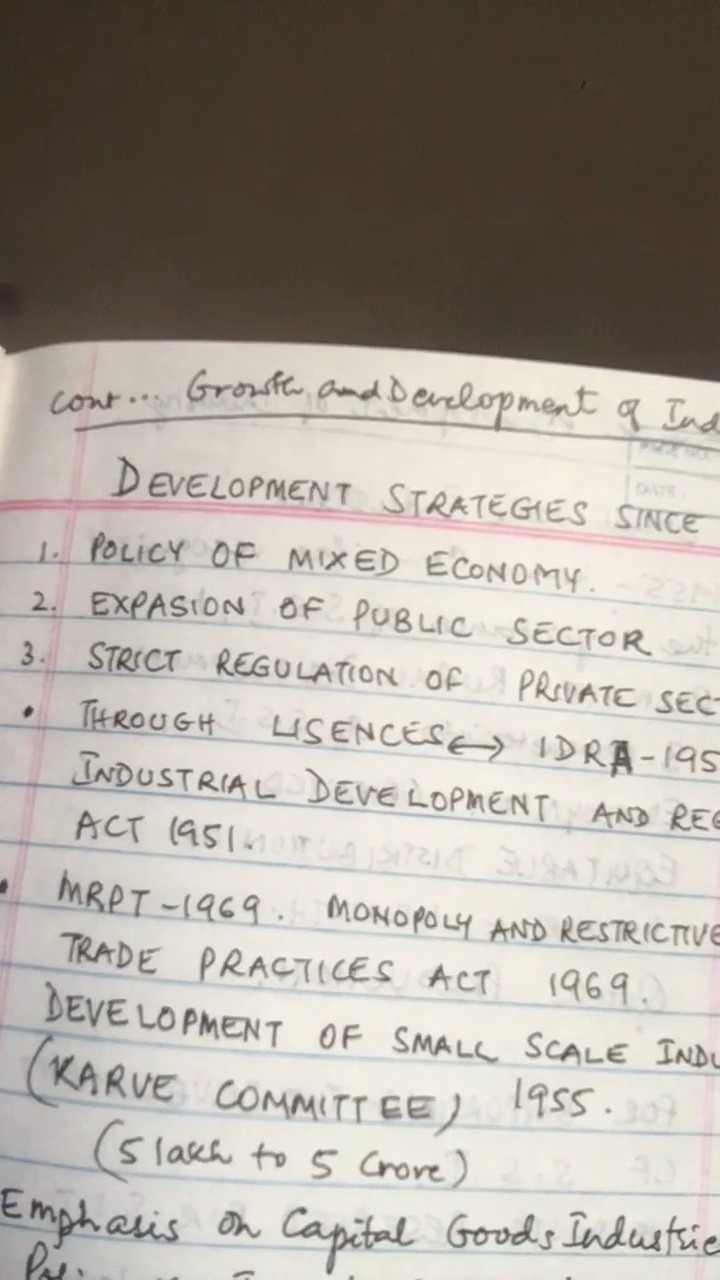 cont... Growth and Development of Ind
DEVELOPMENT STRATEGIES SINCE
1. POLICY OF MIXED ECONOMY.
2. EXPASION OF PUBLIC SECTOR
3. STRICT REGULATION OF PRIVATE SEC
• THROUGH LISENCES ↔ IDRA-195
INDUSTRIAL DEVELOPMENT AND REG
ACT 1951.
• MRPT-1969. MONOPOLY AND RESTRICTIVE
TRADE PRACTICES ACT 1969.
DEVELOPMENT OF SMALL SCALE INDU
(KARVE COMMITTEE) 1955.
(5 lakh to 5 Crore)
Emphasis on Capital Goods Industrie